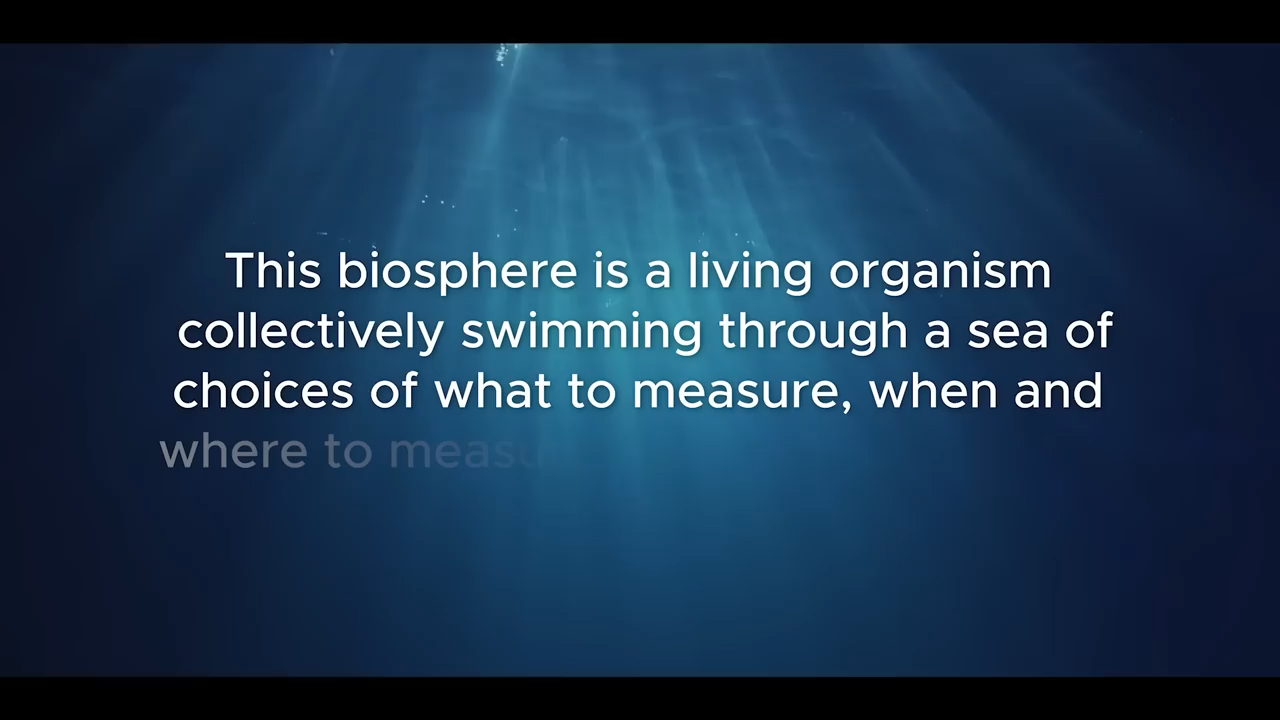 This biosphere is a living organism
collectively swimming through a sea of
choices of what to measure, when and
where to measu